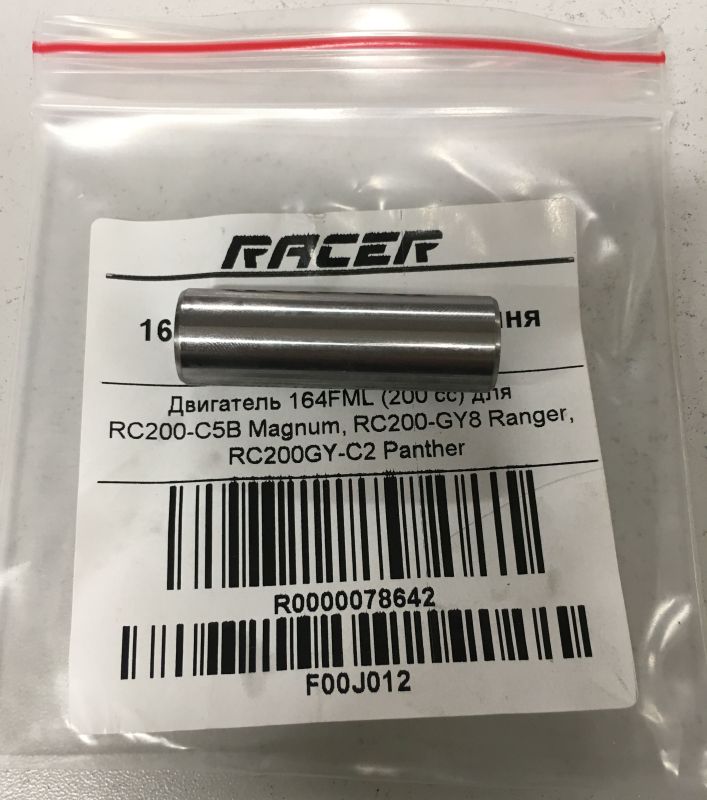 RACER
16 ня
Двигатель 164FML (200 cc) для
RC200-C5B Magnum, RC200-GY8 Ranger,
RC200GY-C2 Panther
R0000078642
F00J012